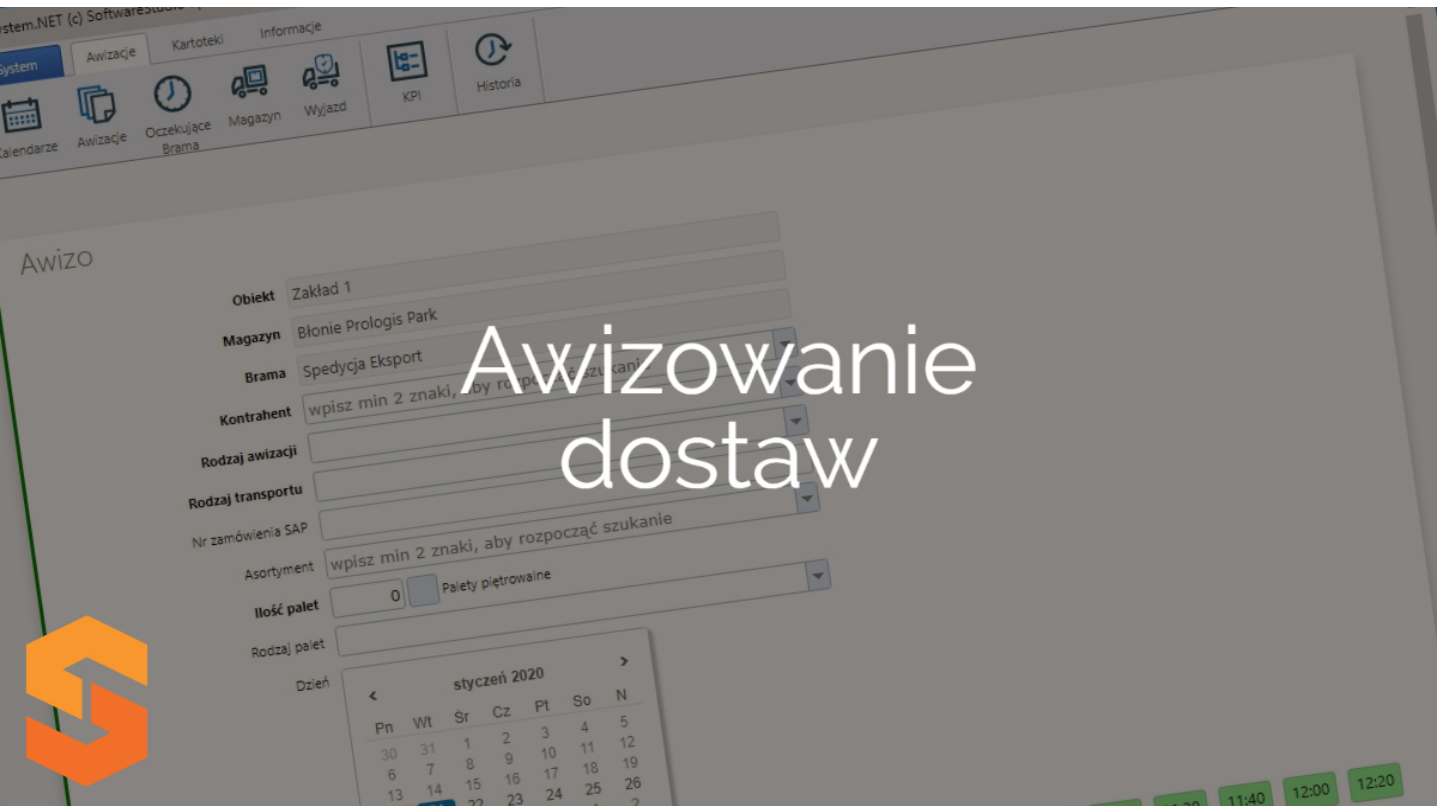 System.NET (c) SoftwareStudio
System Awizacje Kartoteki Informacje
Kalendarze Awizacje Oczekujące Magazyn Wyjazd KPI Historia
Brama
Awizo
Obiekt Zakład 1
Magazyn Błonie Prologis Park
Brama Spedycja Eksport
Kontrahent wpisz min 2 znaki, aby rozpocząć szukanie
Rodzaj awizacji
Rodzaj transportu
Nr zamówienia SAP
Asortyment wpisz min 2 znaki, aby rozpocząć szukanie
Ilość palet 0 Palety piętrowalne
Rodzaj palet
Dzień
< styczeń 2020 >
Pn Wt Śr Cz Pt So N
30 31 1 2 3 4 5
6 7 8 9 10 11 12
13 14 15 16 17 18 19
22 23 24 25 26
1 2
11:40 12:00 12:20
Awizowanie
dostaw